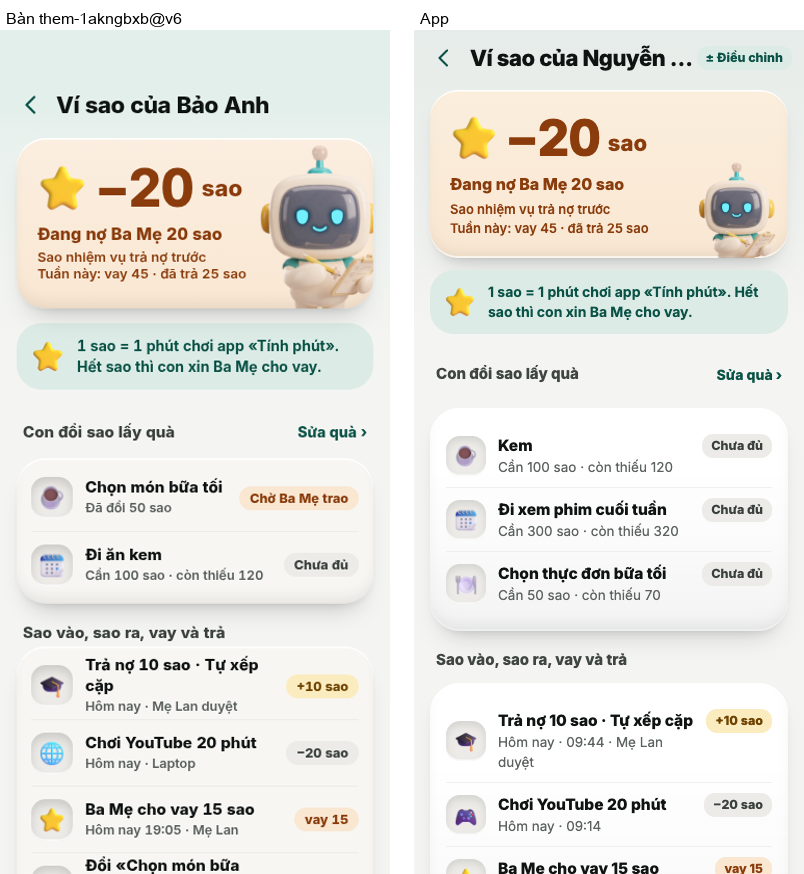 Bản them-1akngbxb@v6
Ví sao của Bảo Anh
−20 sao
Đang nợ Ba Mẹ 20 sao
Sao nhiệm vụ trả nợ trước
Tuần này: vay 45 · đã trả 25 sao
1 sao = 1 phút chơi app «Tính phút».
Hết sao thì con xin Ba Mẹ cho vay.
Con đổi sao lấy quà
Sửa quà ›
Chọn món bữa tối
Đã đổi 50 sao
Chờ Ba Mẹ trao
Đi ăn kem
Cần 100 sao · còn thiếu 120
Chưa đủ
Sao vào, sao ra, vay và trả
Trả nợ 10 sao · Tự xếp
cặp
Hôm nay · Mẹ Lan duyệt
+10 sao
Chơi YouTube 20 phút
Hôm nay · Laptop
−20 sao
Ba Mẹ cho vay 15 sao
Hôm nay 19:05 · Mẹ Lan
vay 15
Đổi «Chọn món bữa
App
Ví sao của Nguyễn ...
± Điều chỉnh
−20 sao
Đang nợ Ba Mẹ 20 sao
Sao nhiệm vụ trả nợ trước
Tuần này: vay 45 · đã trả 25 sao
1 sao = 1 phút chơi app «Tính phút». Hết
sao thì con xin Ba Mẹ cho vay.
Con đổi sao lấy quà
Sửa quà ›
Kem
Cần 100 sao · còn thiếu 120
Chưa đủ
Đi xem phim cuối tuần
Cần 300 sao · còn thiếu 320
Chưa đủ
Chọn thực đơn bữa tối
Cần 50 sao · còn thiếu 70
Chưa đủ
Sao vào, sao ra, vay và trả
Trả nợ 10 sao · Tự xếp cặp
Hôm nay · 09:44 · Mẹ Lan
duyệt
+10 sao
Chơi YouTube 20 phút
Hôm nay · 09:14
−20 sao
Ba Mẹ cho vay 15 sao
vay 15